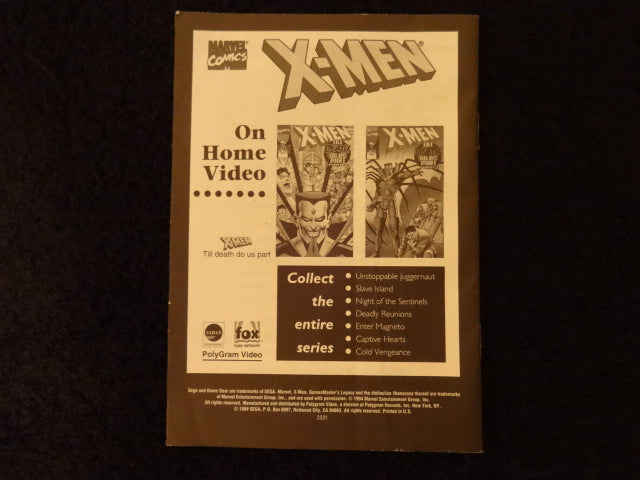 MARVEL
COMICS
X-MEN
On
Home
Video
X-MEN
X-MEN
X-MEN
Till death do us part
Collect
the
entire
series
Unstoppable Juggernaut
Slave Island
Night of the Sentinels
Deadly Reunions
Enter Magneto
Captive Hearts
Cold Vengeance
SABAN
fox
kids network
PolyGram Video
Sega and Game Gear are trademarks of SEGA. Marvel, X-Men, GamesMaster's Legacy and the distinctive likenesses thereof are trademarks
of Marvel Entertainment Group, Inc., and are used with permission. © 1994 Marvel Entertainment Group, Inc.
All rights reserved. Manufactured and distributed by Polygram Video, a division of Polygram Records, Inc. New York, NY.
© 1994 SEGA, P.O. Box 8097, Redwood City, CA 94063. All rights reserved. Printed in U.S.
2531